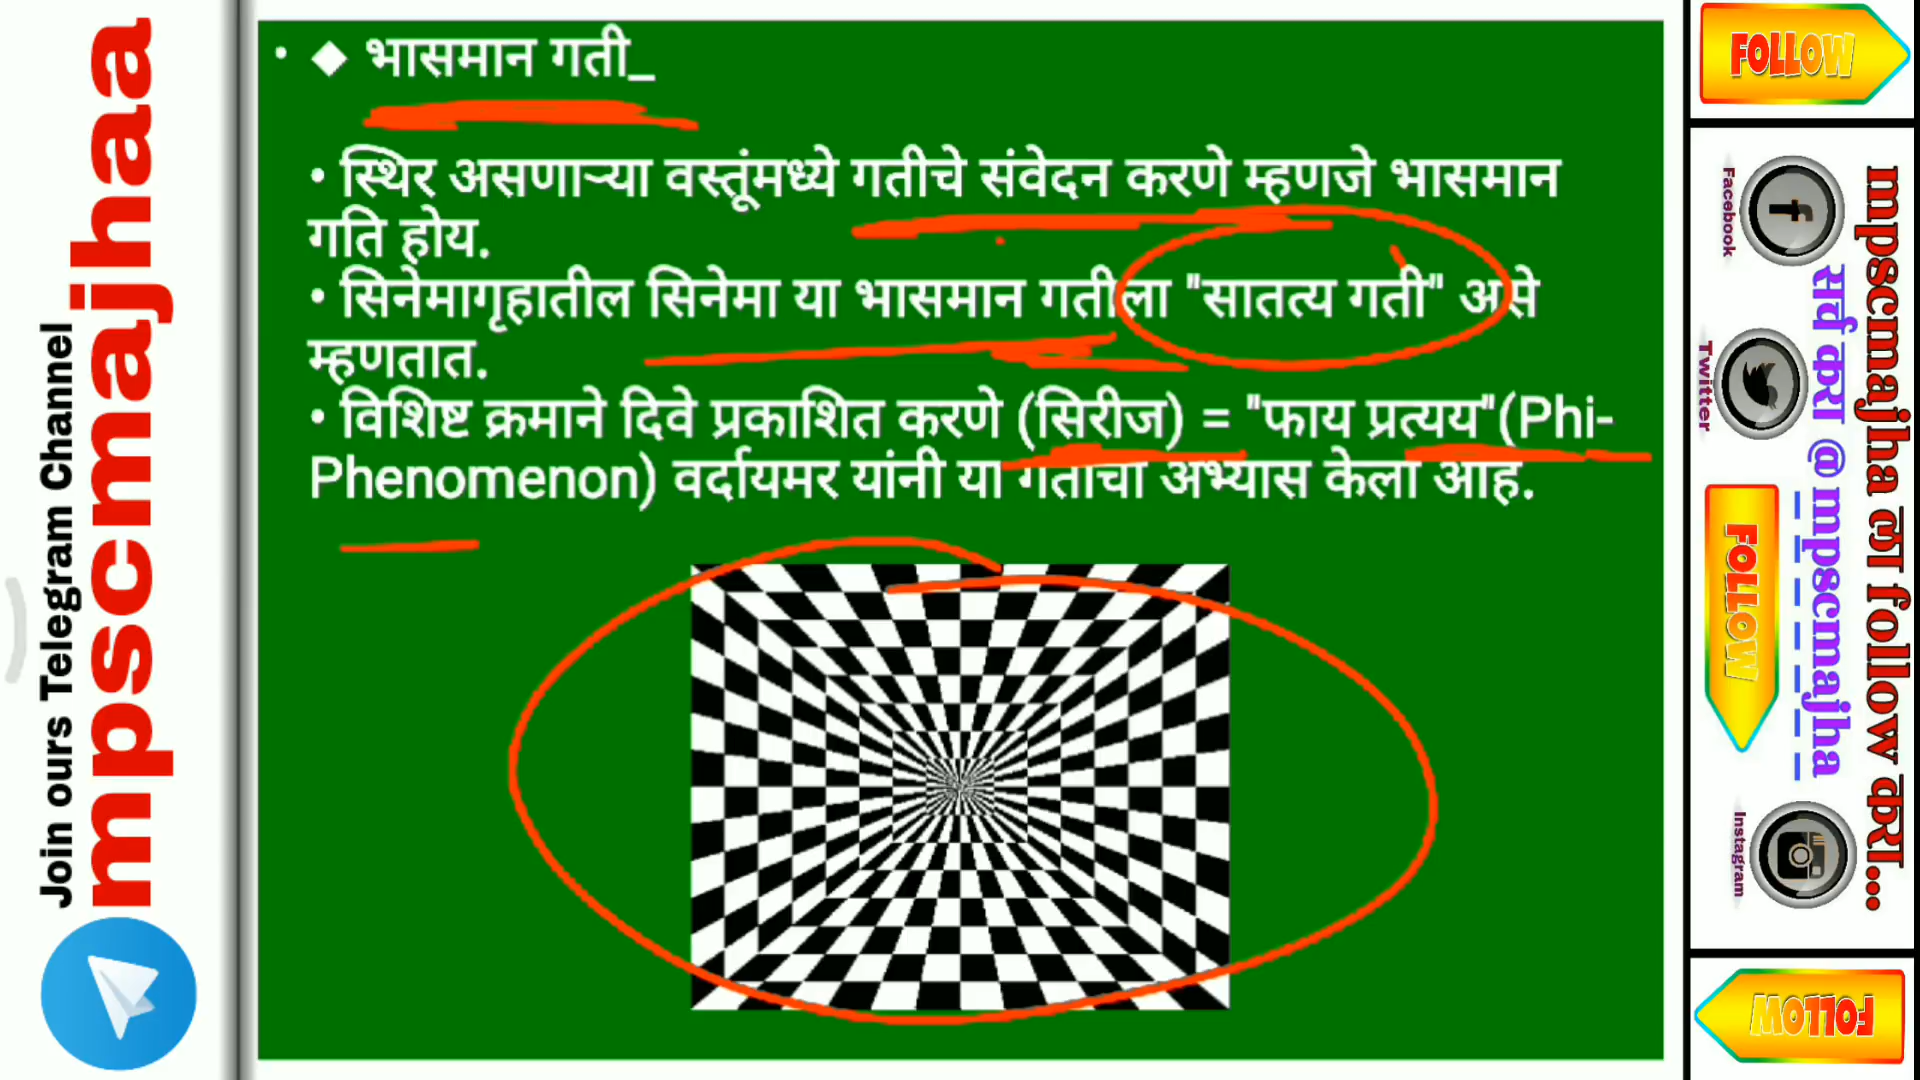 Join ours Telegram Channel
mpscmajhaa
• ◆ भासमान गती_
• स्थिर असणाऱ्या वस्तूंमध्ये गतीचे संवेदन करणे म्हणजे भासमान
गति होय.
• सिनेमागृहातील सिनेमा या भासमान गतीला "सातत्य गती" असे
म्हणतात.
• विशिष्ट क्रमाने दिवे प्रकाशित करणे (सिरीज) = "फाय प्रत्यय"(Phi-
Phenomenon) वर्दायमर यांनी या गतीचा अभ्यास केला आहे.
FOLLOW
mpscmajha ला follow करा...
सर्च करा @mpscmajha
Facebook
Twitter
FOLLOW
Instagram
FOLLOW